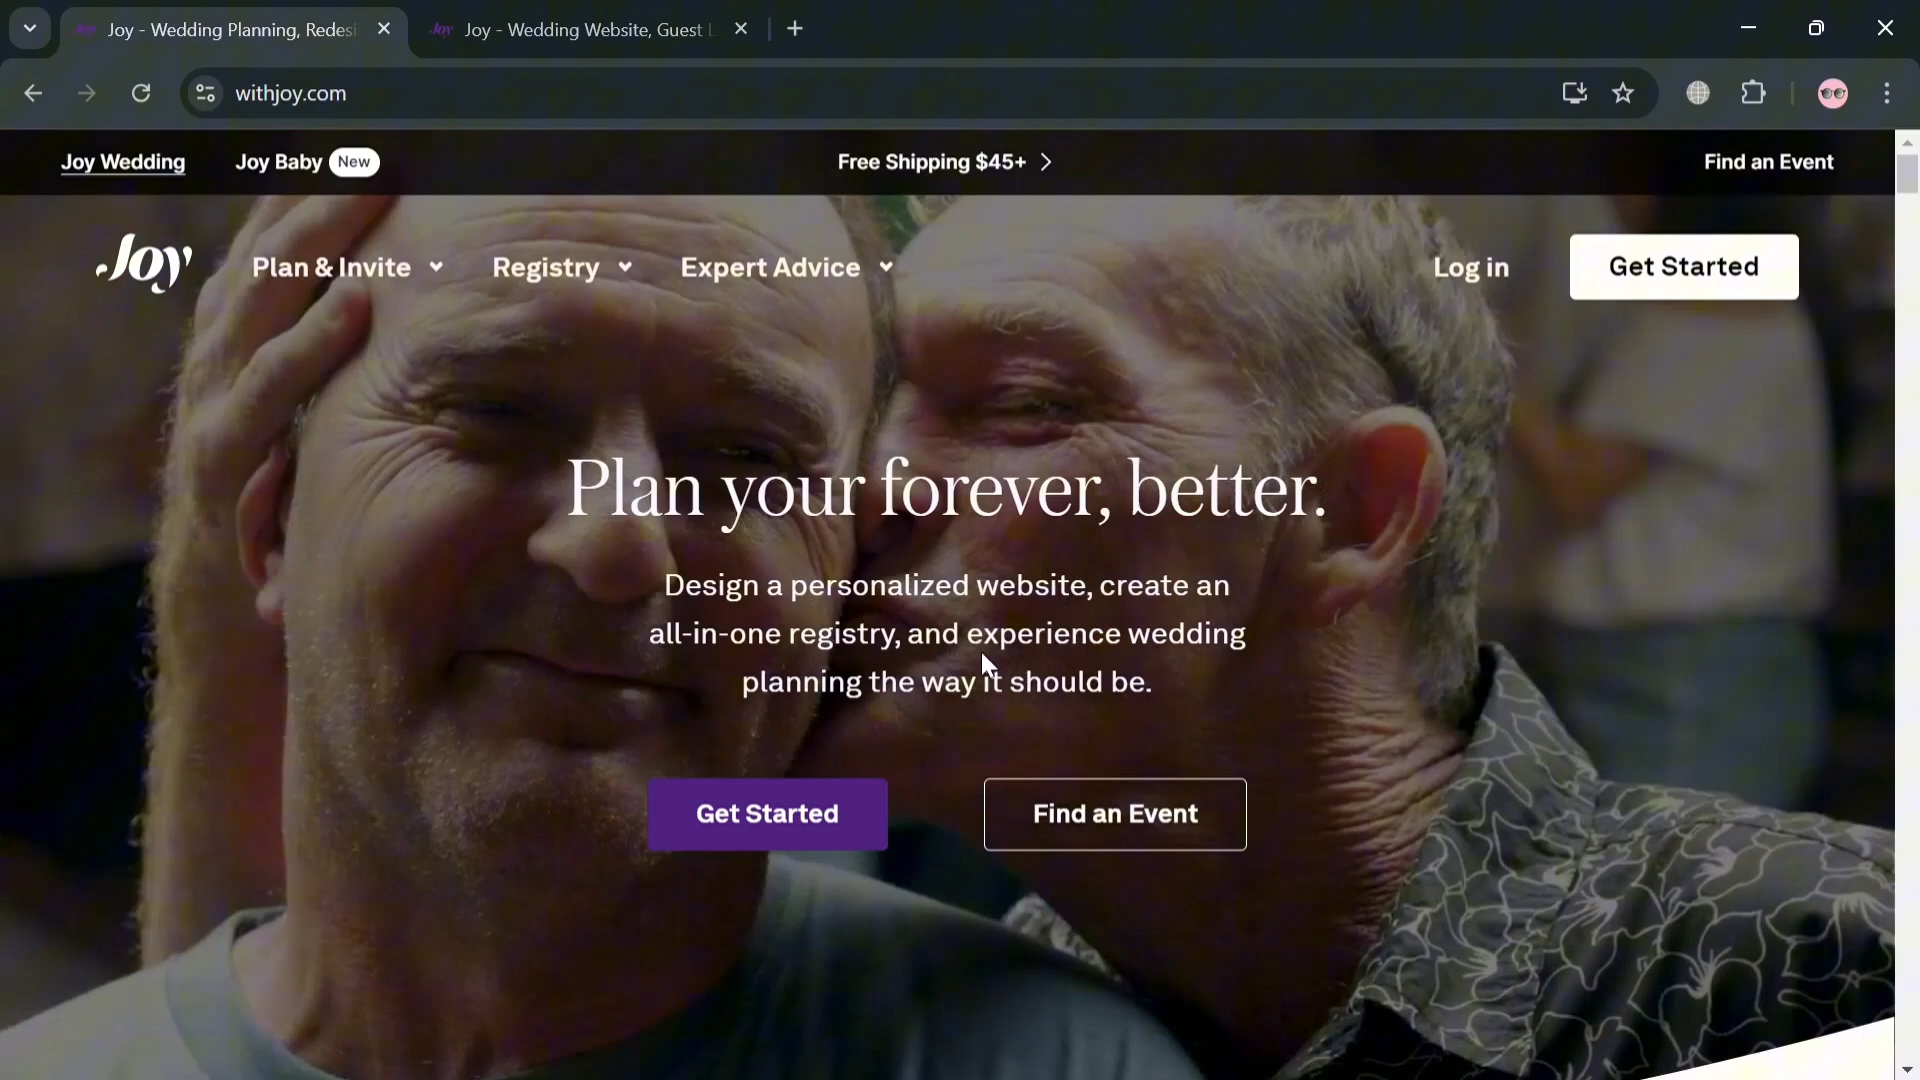 Joy - Wedding Planning, Redesi
Joy - Wedding Website, Guest L
withjoy.com
Joy Wedding
Joy Baby New
Free Shipping $45+
Find an Event
Joy
Plan & Invite
Registry
Expert Advice
Log in
Get Started
Plan your forever, better.
Design a personalized website, create an
all-in-one registry, and experience wedding
planning the way it should be.
Get Started
Find an Event